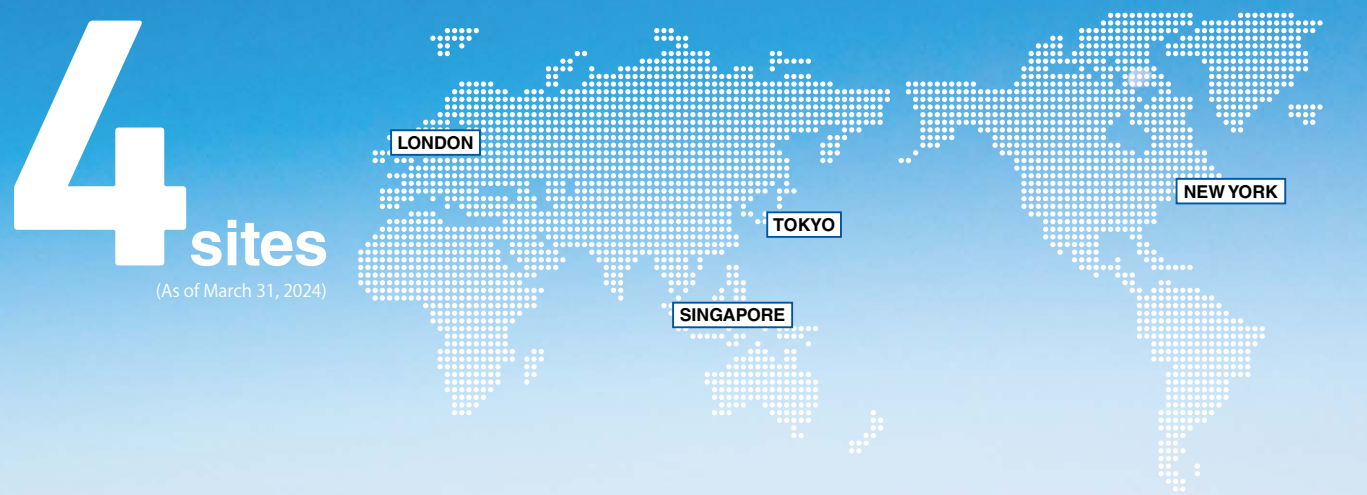 4 sites
(As of March 31, 2024)
LONDON
TOKYO
SINGAPORE
NEW YORK